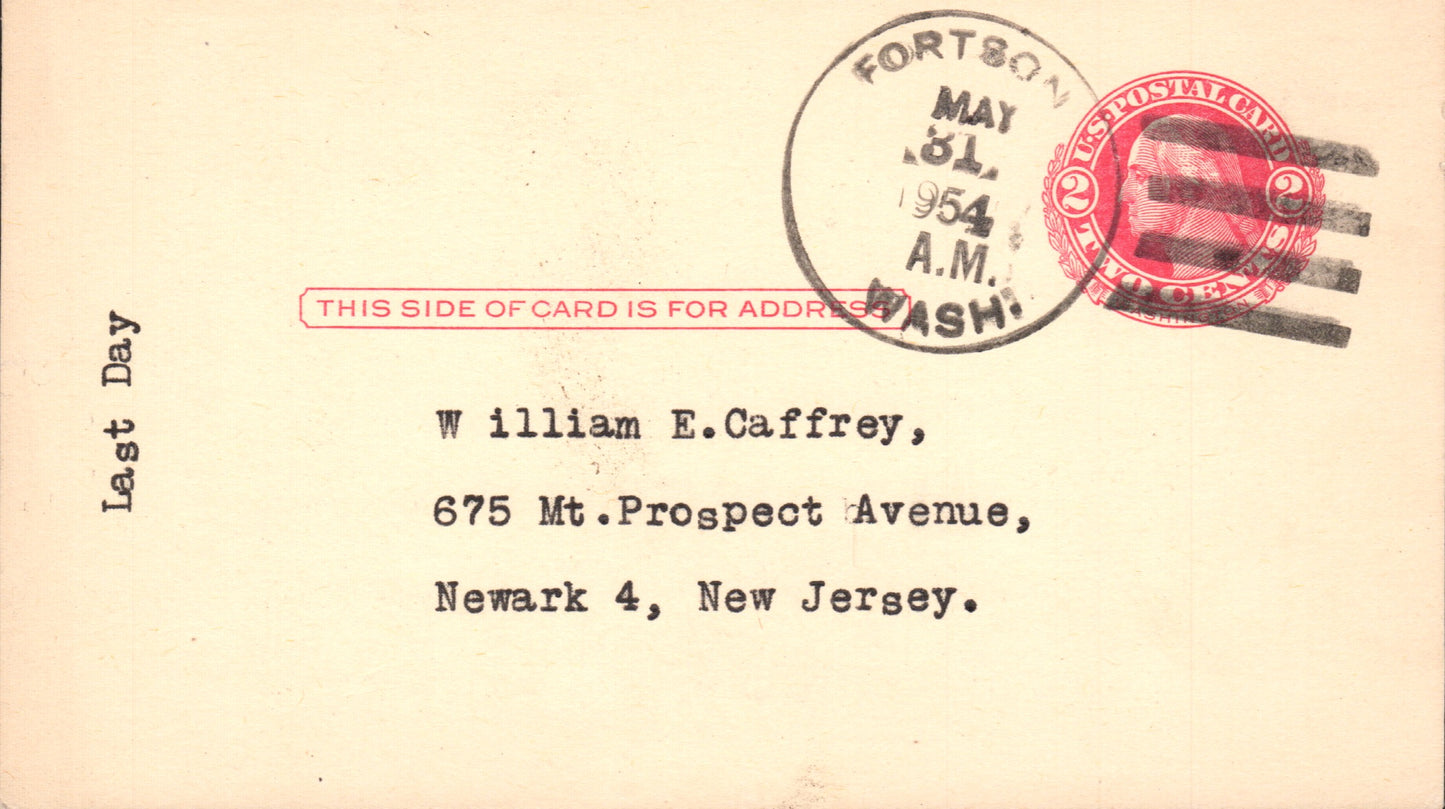 FORTSON
MAY
31
1954
A.M.
WASH.
U.S. POSTAL CARD
2 2
TWO CENTS
WASHINGTON
THIS SIDE OF CARD IS FOR ADDRESS
Last Day
W illiam E.Caffrey,
675 Mt.Prospect Avenue,
Newark 4, New Jersey.